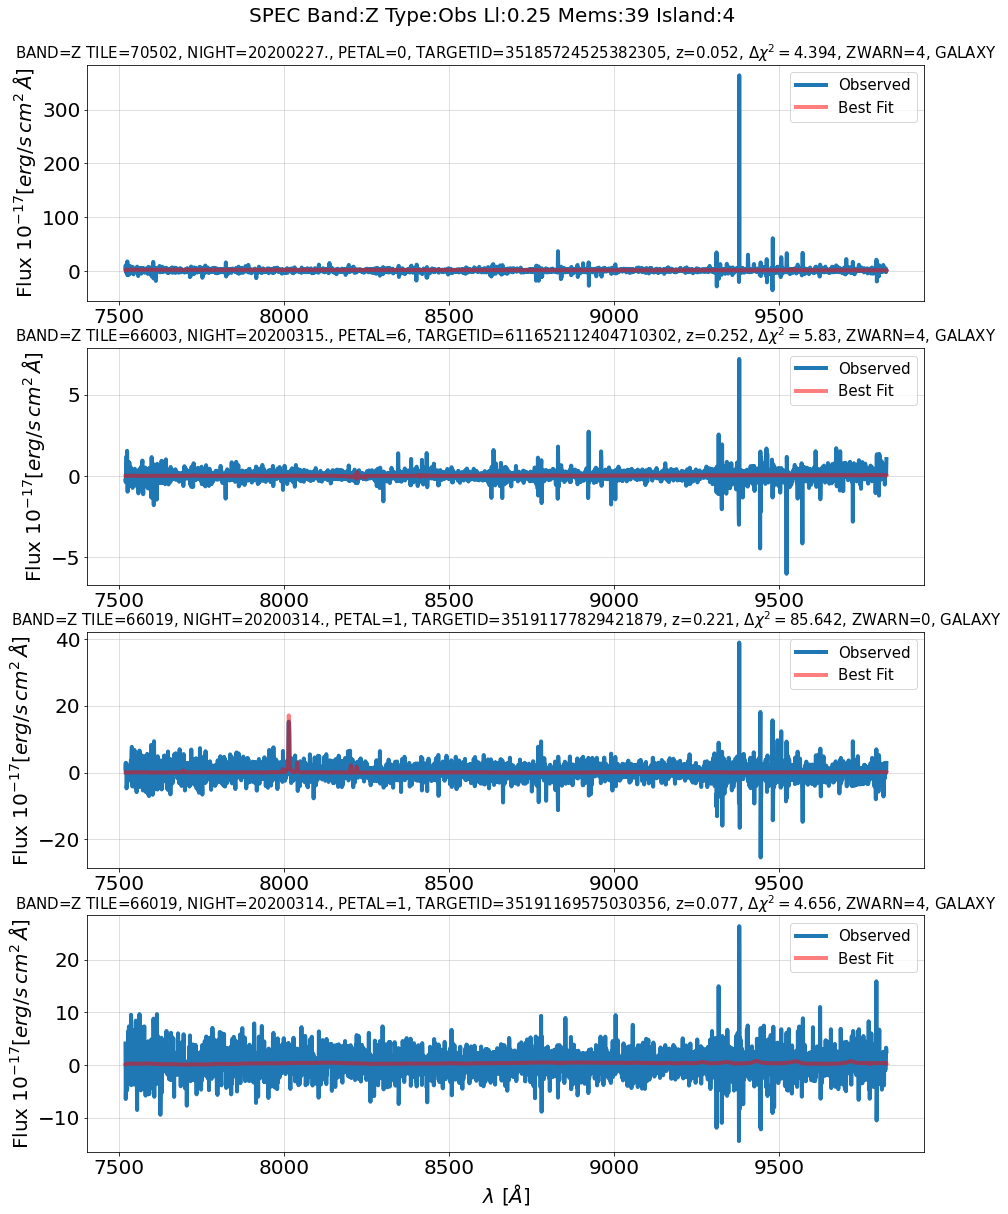 SPEC Band:Z Type:Obs Ll:0.25 Mems:39 Island:4
BAND=Z TILE=70502, NIGHT=20200227., PETAL=0, TARGETID=35185724525382305, z=0.052, Δχ² = 4.394, ZWARN=4, GALAXY
Flux 10⁻¹⁷[erg/s cm² Å]
300
200
100
0
Observed
Best Fit
7500 8000 8500 9000 9500
BAND=Z TILE=66003, NIGHT=20200315., PETAL=6, TARGETID=611652112404710302, z=0.252, Δχ² = 5.83, ZWARN=4, GALAXY
Flux 10⁻¹⁷[erg/s cm² Å]
5
0
−5
Observed
Best Fit
7500 8000 8500 9000 9500
BAND=Z TILE=66019, NIGHT=20200314., PETAL=1, TARGETID=35191177829421879, z=0.221, Δχ² = 85.642, ZWARN=0, GALAXY
Flux 10⁻¹⁷[erg/s cm² Å]
40
20
0
−20
Observed
Best Fit
7500 8000 8500 9000 9500
BAND=Z TILE=66019, NIGHT=20200314., PETAL=1, TARGETID=35191169575030356, z=0.077, Δχ² = 4.656, ZWARN=4, GALAXY
Flux 10⁻¹⁷[erg/s cm² Å]
20
10
0
−10
Observed
Best Fit
7500 8000 8500 9000 9500
λ [Å]